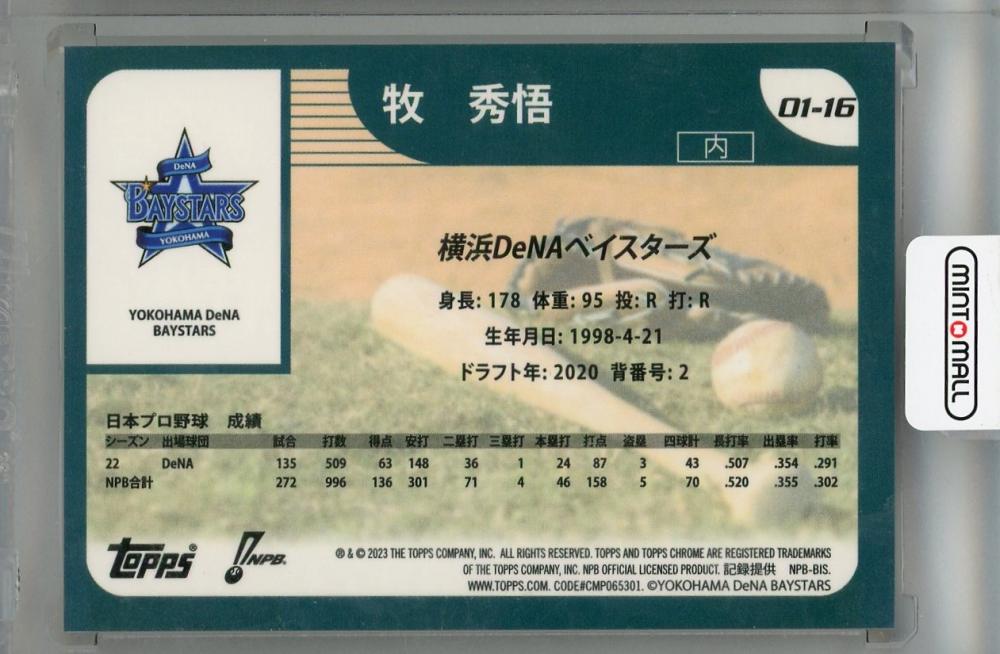 牧 秀悟
01-16
内
DeNA
BAYSTARS
YOKOHAMA
YOKOHAMA DeNA
BAYSTARS
横浜DeNAベイスターズ
身長: 178 体重: 95 投: R 打: R
生年月日: 1998-4-21
ドラフト年: 2020 背番号: 2
MINT MALL
日本プロ野球 成績
シーズン 出場球団 試合 打数 得点 安打 二塁打 三塁打 本塁打 打点 盗塁 四球計 長打率 出塁率 打率
22 DeNA 135 509 63 148 36 1 24 87 3 43 .507 .354 .291
NPB合計 272 996 136 301 71 4 46 158 5 70 .520 .355 .302
topps® NPB.
® & © 2023 THE TOPPS COMPANY, INC. ALL RIGHTS RESERVED. TOPPS AND TOPPS CHROME ARE REGISTERED TRADEMARKS
OF THE TOPPS COMPANY, INC. NPB OFFICIAL LICENSED PRODUCT. 記録提供 NPB-BIS.
WWW.TOPPS.COM. CODE#CMP065301. ©YOKOHAMA DeNA BAYSTARS